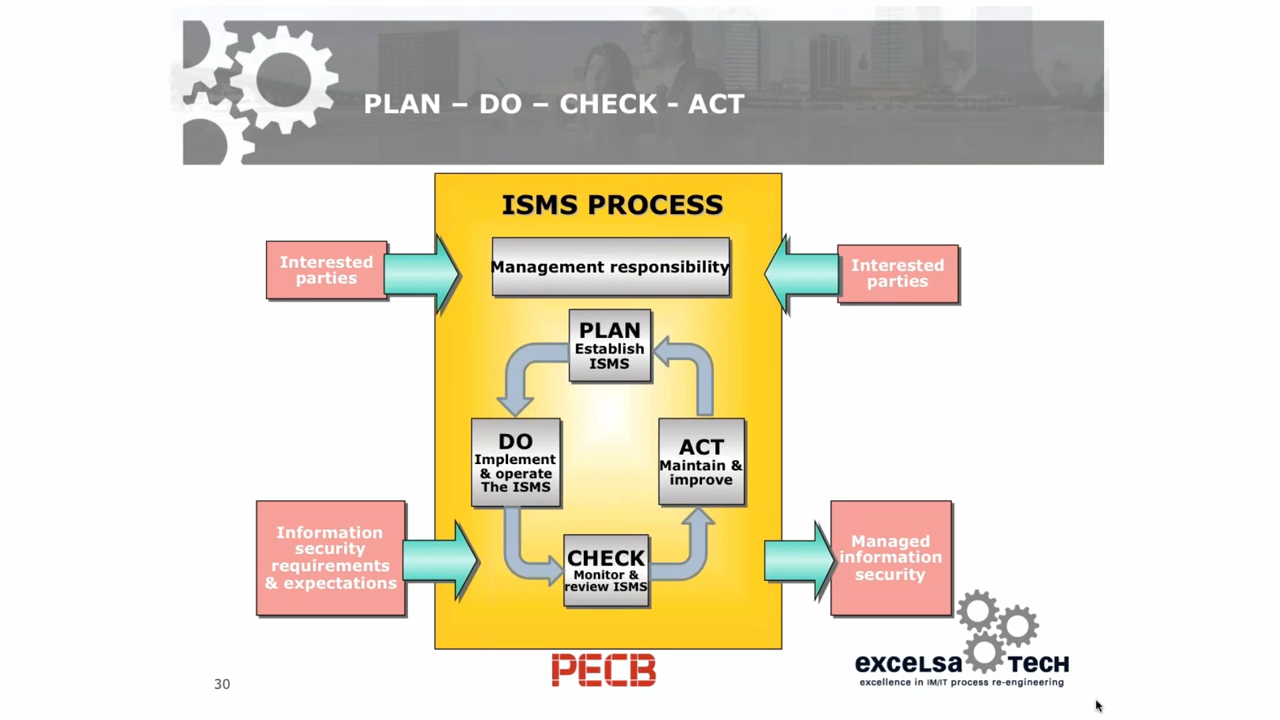 PLAN – DO – CHECK - ACT
ISMS PROCESS
Interested
parties
Management responsibility
Interested
parties
PLAN
Establish
ISMS
DO
Implement
& operate
The ISMS
ACT
Maintain &
improve
CHECK
Monitor &
review ISMS
Information
security
requirements
& expectations
Managed
information
security
PECB
EXCELSA TECH
excellence in IM/IT process re-engineering
30